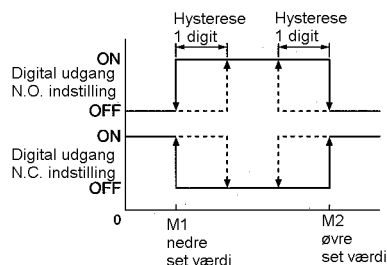 Hysterese Hysterese
1 digit 1 digit
ON
Digital udgang
N.O. indstilling
OFF
ON
Digital udgang
N.C. indstilling
OFF
0
M1 M2
nedre øvre
set værdi set værdi